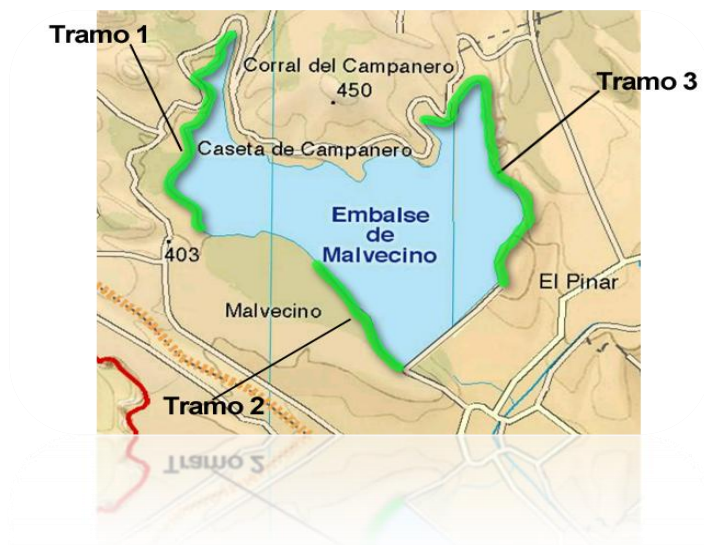 Tramo 1
Corral del Campanero
450
Tramo 3
Caseta de Campanero
Embalse
de
Malvecino
403
El Pinar
Malvecino
Tramo 2
Tramo 2